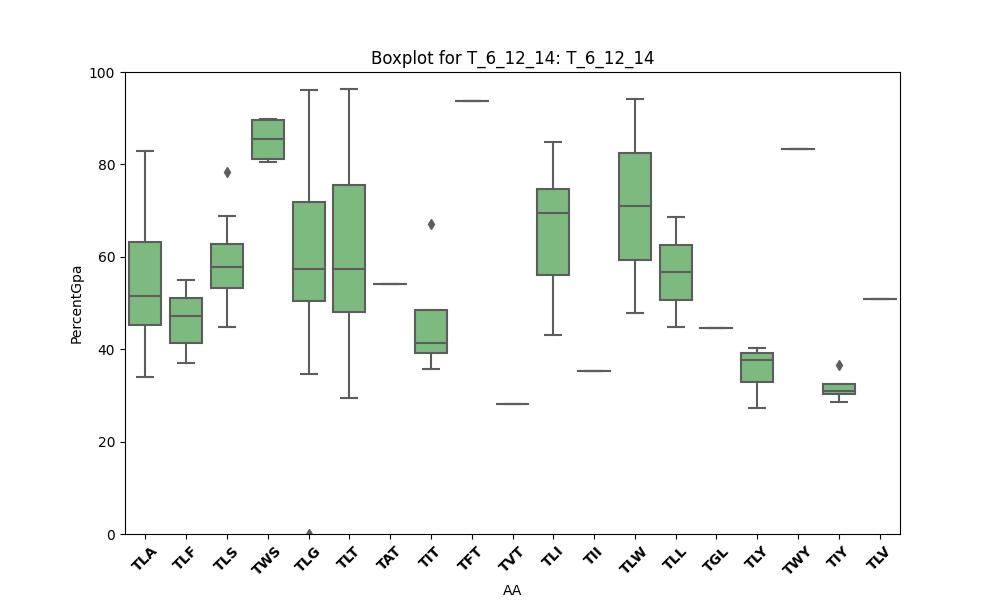 Boxplot for T_6_12_14: T_6_12_14
100
80
60
40
20
0
PercentGpa
TLA TLF TLS TWS TLG TLT TAT TIT TFT TVT TLI TII TLW TLL TGL TLY TWY TIY TLV
AA